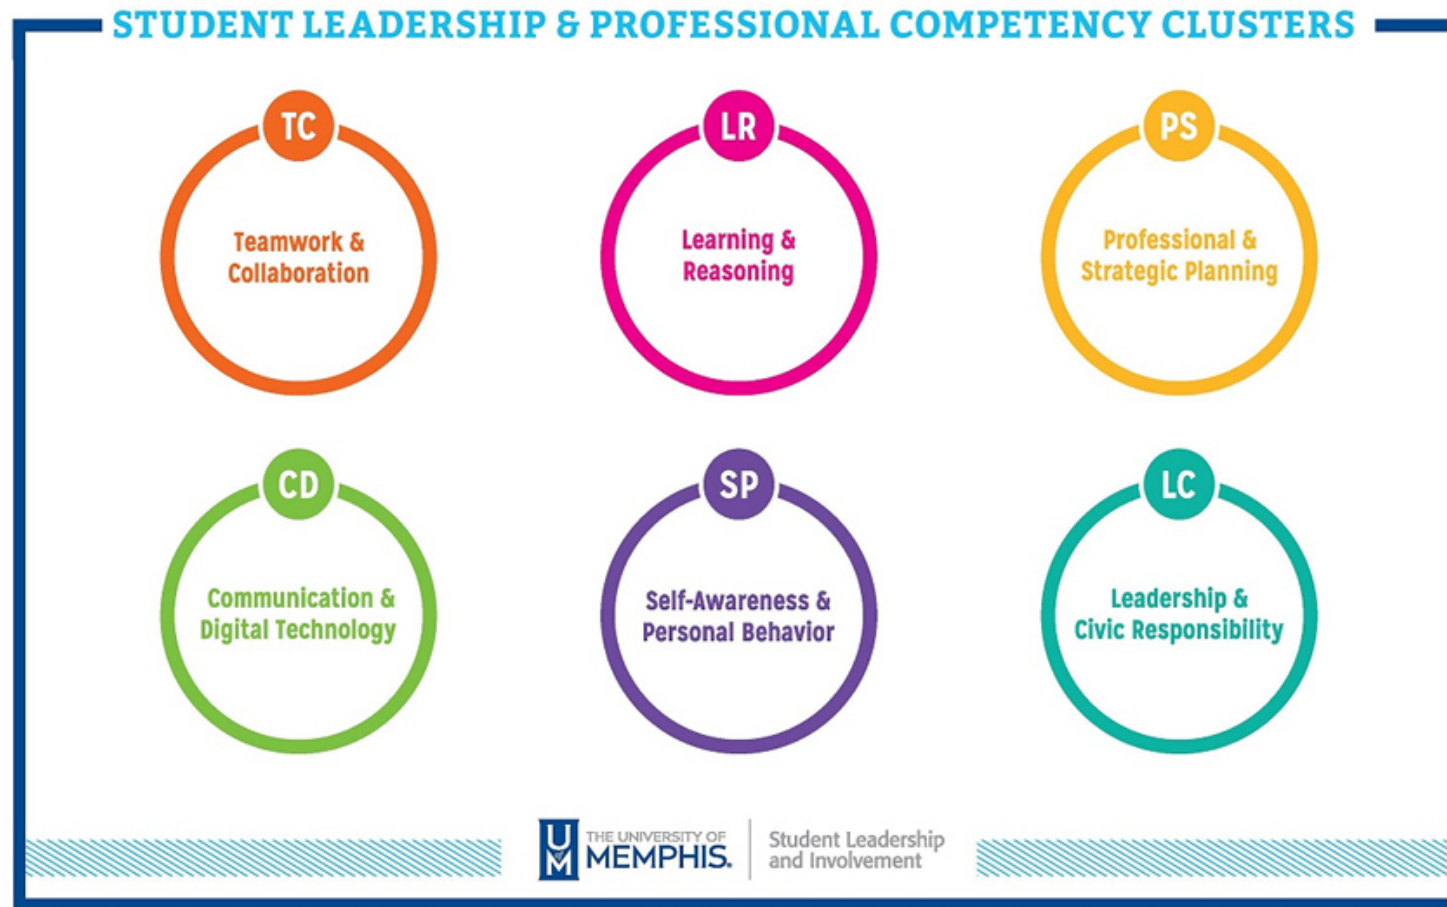 STUDENT LEADERSHIP & PROFESSIONAL COMPETENCY CLUSTERS
TC
Teamwork &
Collaboration
LR
Learning &
Reasoning
PS
Professional &
Strategic Planning
CD
Communication &
Digital Technology
SP
Self-Awareness &
Personal Behavior
LC
Leadership &
Civic Responsibility
UM
THE UNIVERSITY OF
MEMPHIS.
Student Leadership
and Involvement